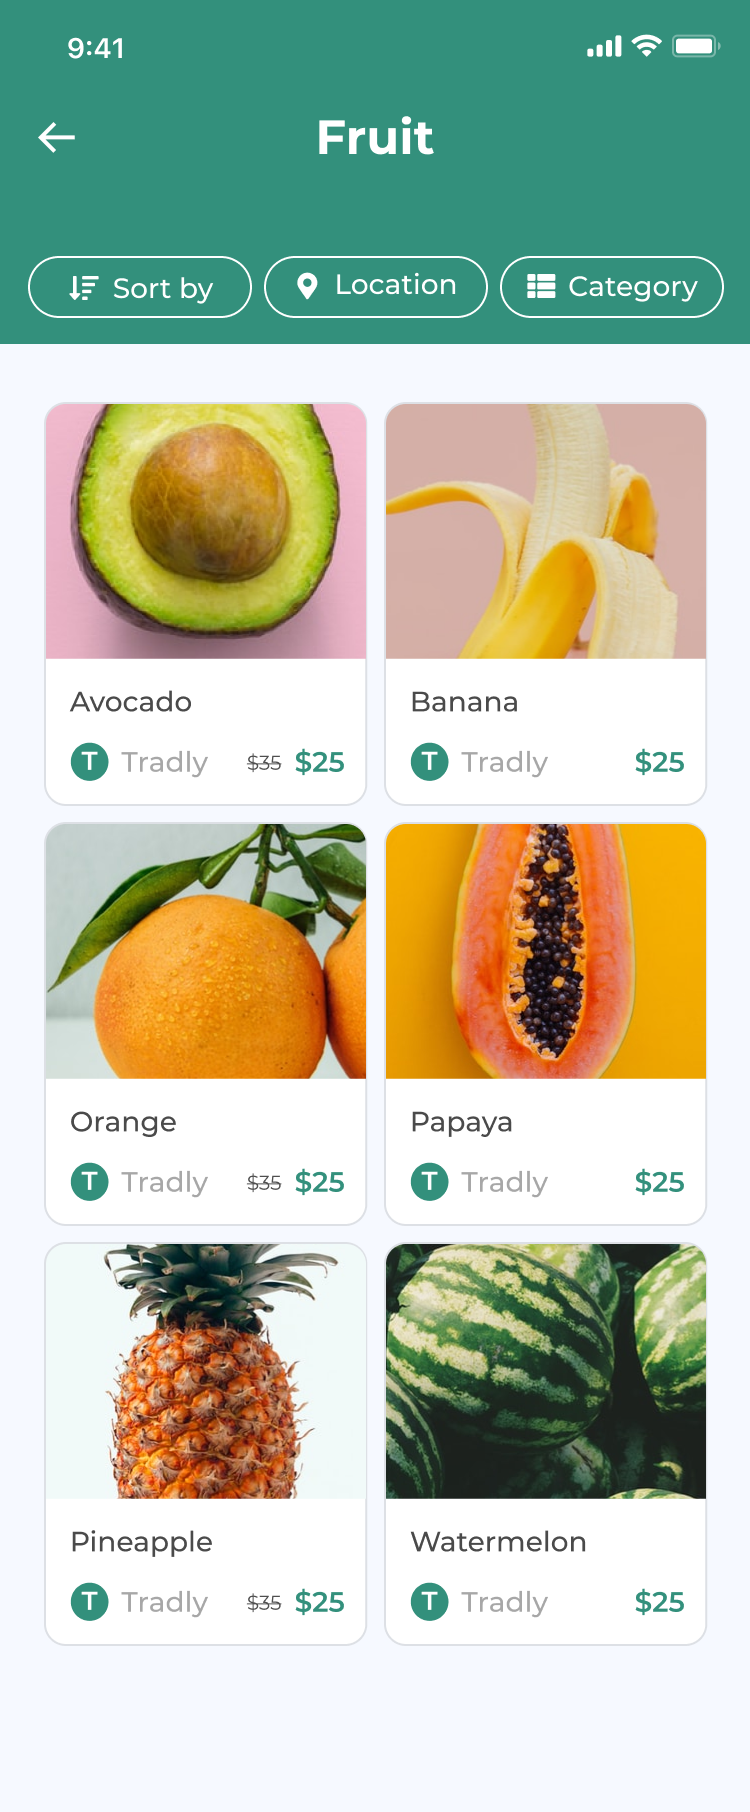 9:41
Fruit
Sort by
Location
Category
Avocado
T Tradly $35 $25
Banana
T Tradly $25
Orange
T Tradly $35 $25
Papaya
T Tradly $25
Pineapple
T Tradly $35 $25
Watermelon
T Tradly $25